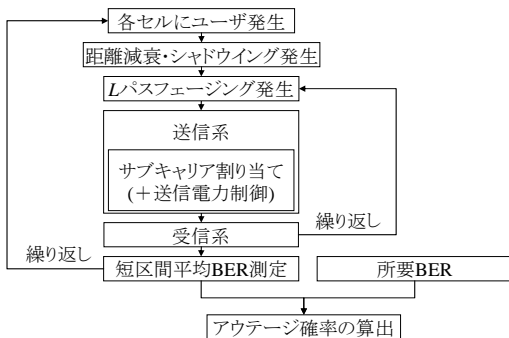 各セルにユーザ発生
距離減衰・シャドウイング発生
Lパスフェージング発生
送信系
サブキャリア割り当て
(＋送信電力制御)
繰り返し
受信系
繰り返し
短区間平均BER測定
所要BER
アウテージ確率の算出